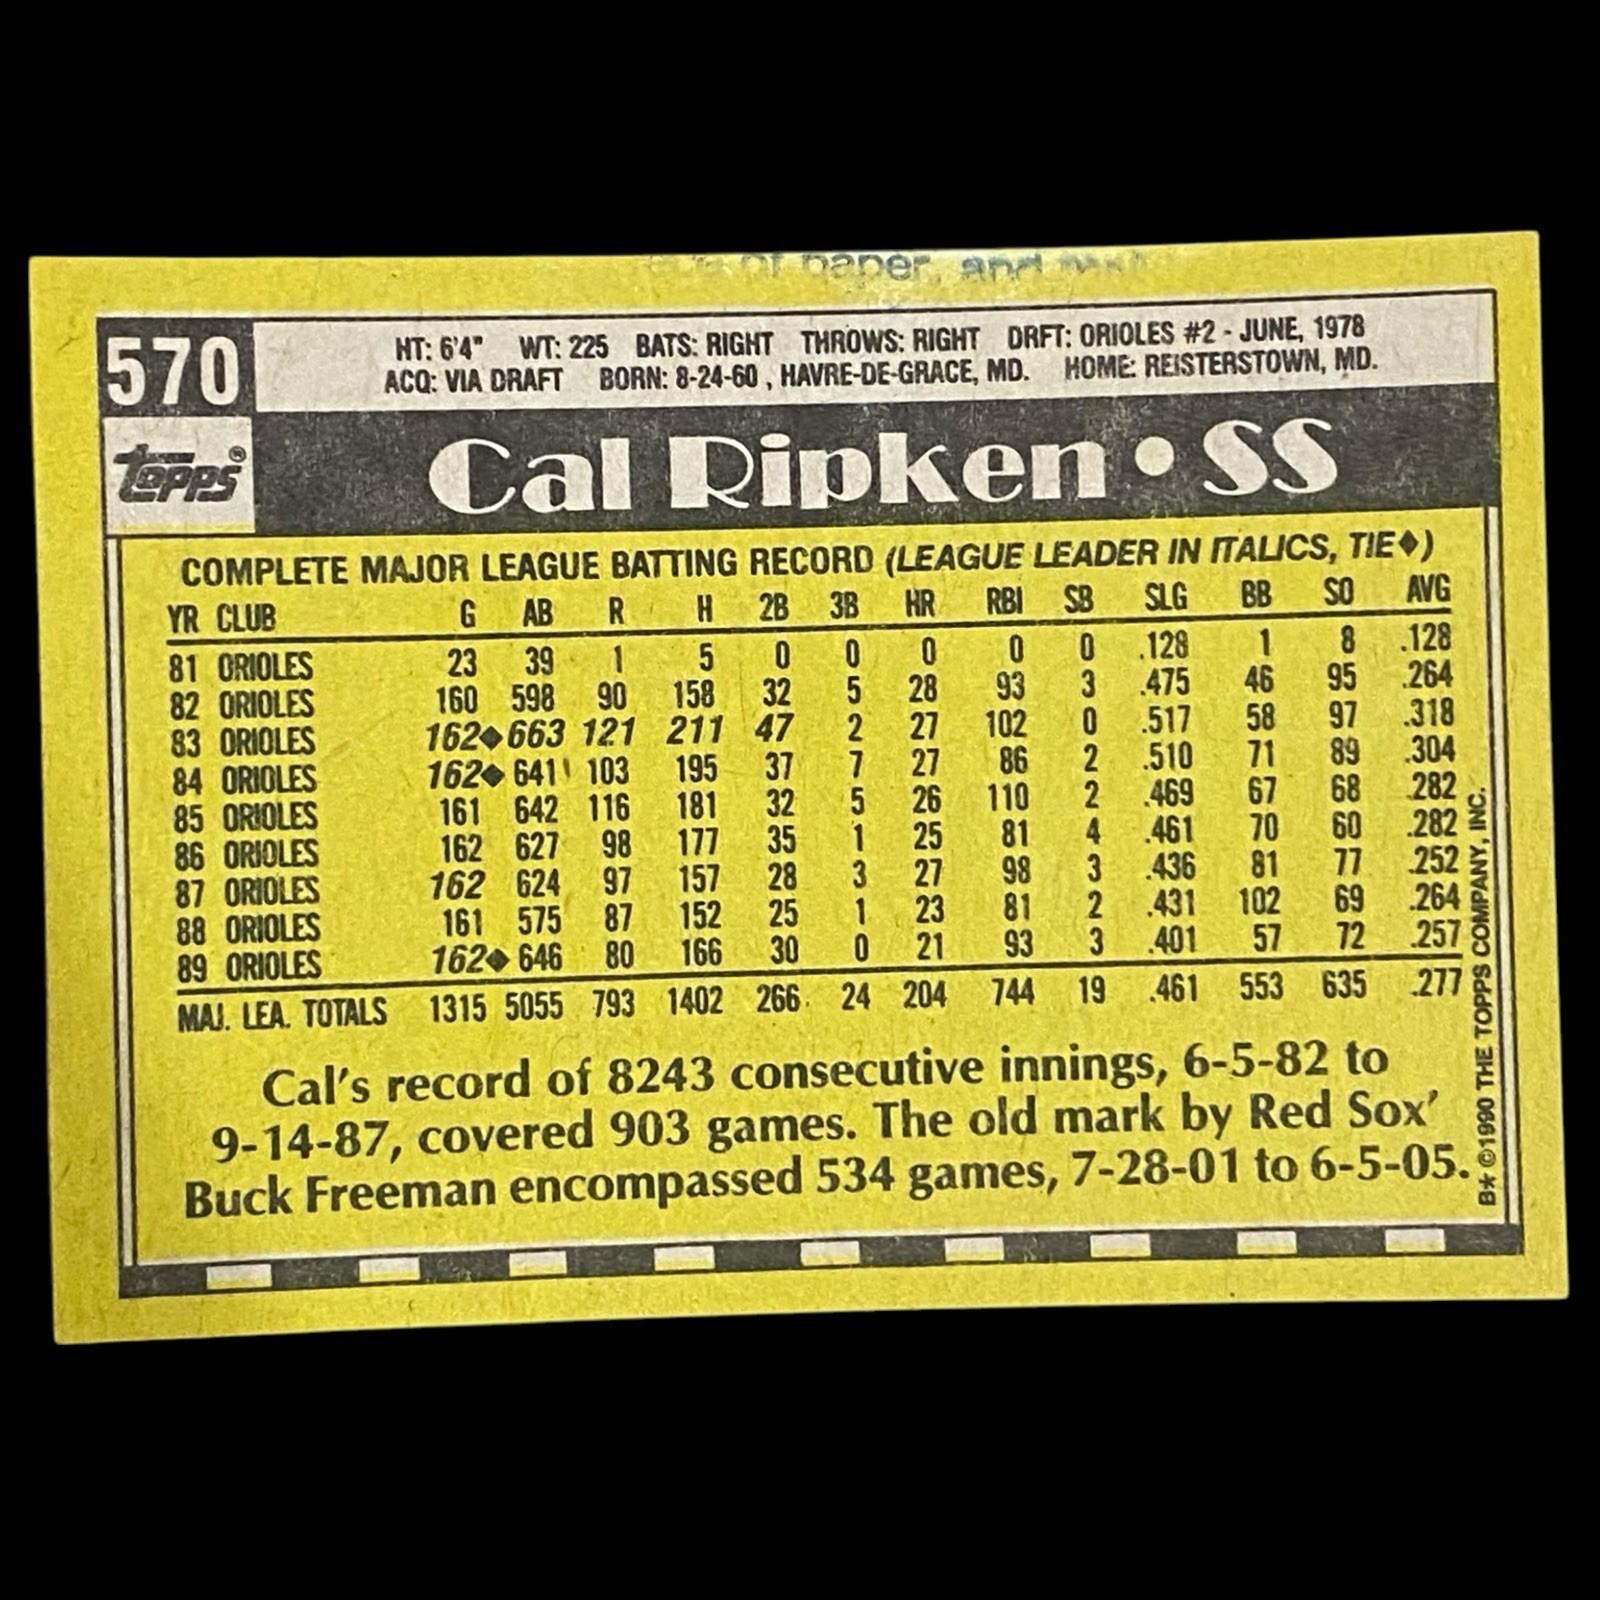 of paper, and
570
HT: 6'4" WT: 225 BATS: RIGHT THROWS: RIGHT DRFT: ORIOLES #2 - JUNE, 1978
ACQ: VIA DRAFT BORN: 8-24-60, HAVRE-DE-GRACE, MD. HOME: REISTERSTOWN, MD.
TOPPS®
Cal Ripken • SS
COMPLETE MAJOR LEAGUE BATTING RECORD (LEAGUE LEADER IN ITALICS, TIE♦)
YR CLUB G AB R H 2B 3B HR RBI SB SLG BB SO AVG
81 ORIOLES 23 39 1 5 0 0 0 0 0 .128 1 8 .128
82 ORIOLES 160 598 90 158 32 5 28 93 3 .475 46 95 .264
83 ORIOLES 162♦ 663 121 211 47 2 27 102 0 .517 58 97 .318
84 ORIOLES 162♦ 641 103 195 37 7 27 86 2 .510 71 89 .304
85 ORIOLES 161 642 116 181 32 5 26 110 2 .469 67 68 .282
86 ORIOLES 162 627 98 177 35 1 25 81 4 .461 70 60 .282
87 ORIOLES 162 624 97 157 28 3 27 98 3 .436 81 77 .252
88 ORIOLES 161 575 87 152 25 1 23 81 2 .431 102 69 .264
89 ORIOLES 162♦ 646 80 166 30 0 21 93 3 .401 57 72 .257
MAJ. LEA. TOTALS 1315 5055 793 1402 266 24 204 744 19 .461 553 635 .277
Cal's record of 8243 consecutive innings, 6-5-82 to
9-14-87, covered 903 games. The old mark by Red Sox'
Buck Freeman encompassed 534 games, 7-28-01 to 6-5-05.
B* ©1990 THE TOPPS COMPANY, INC.